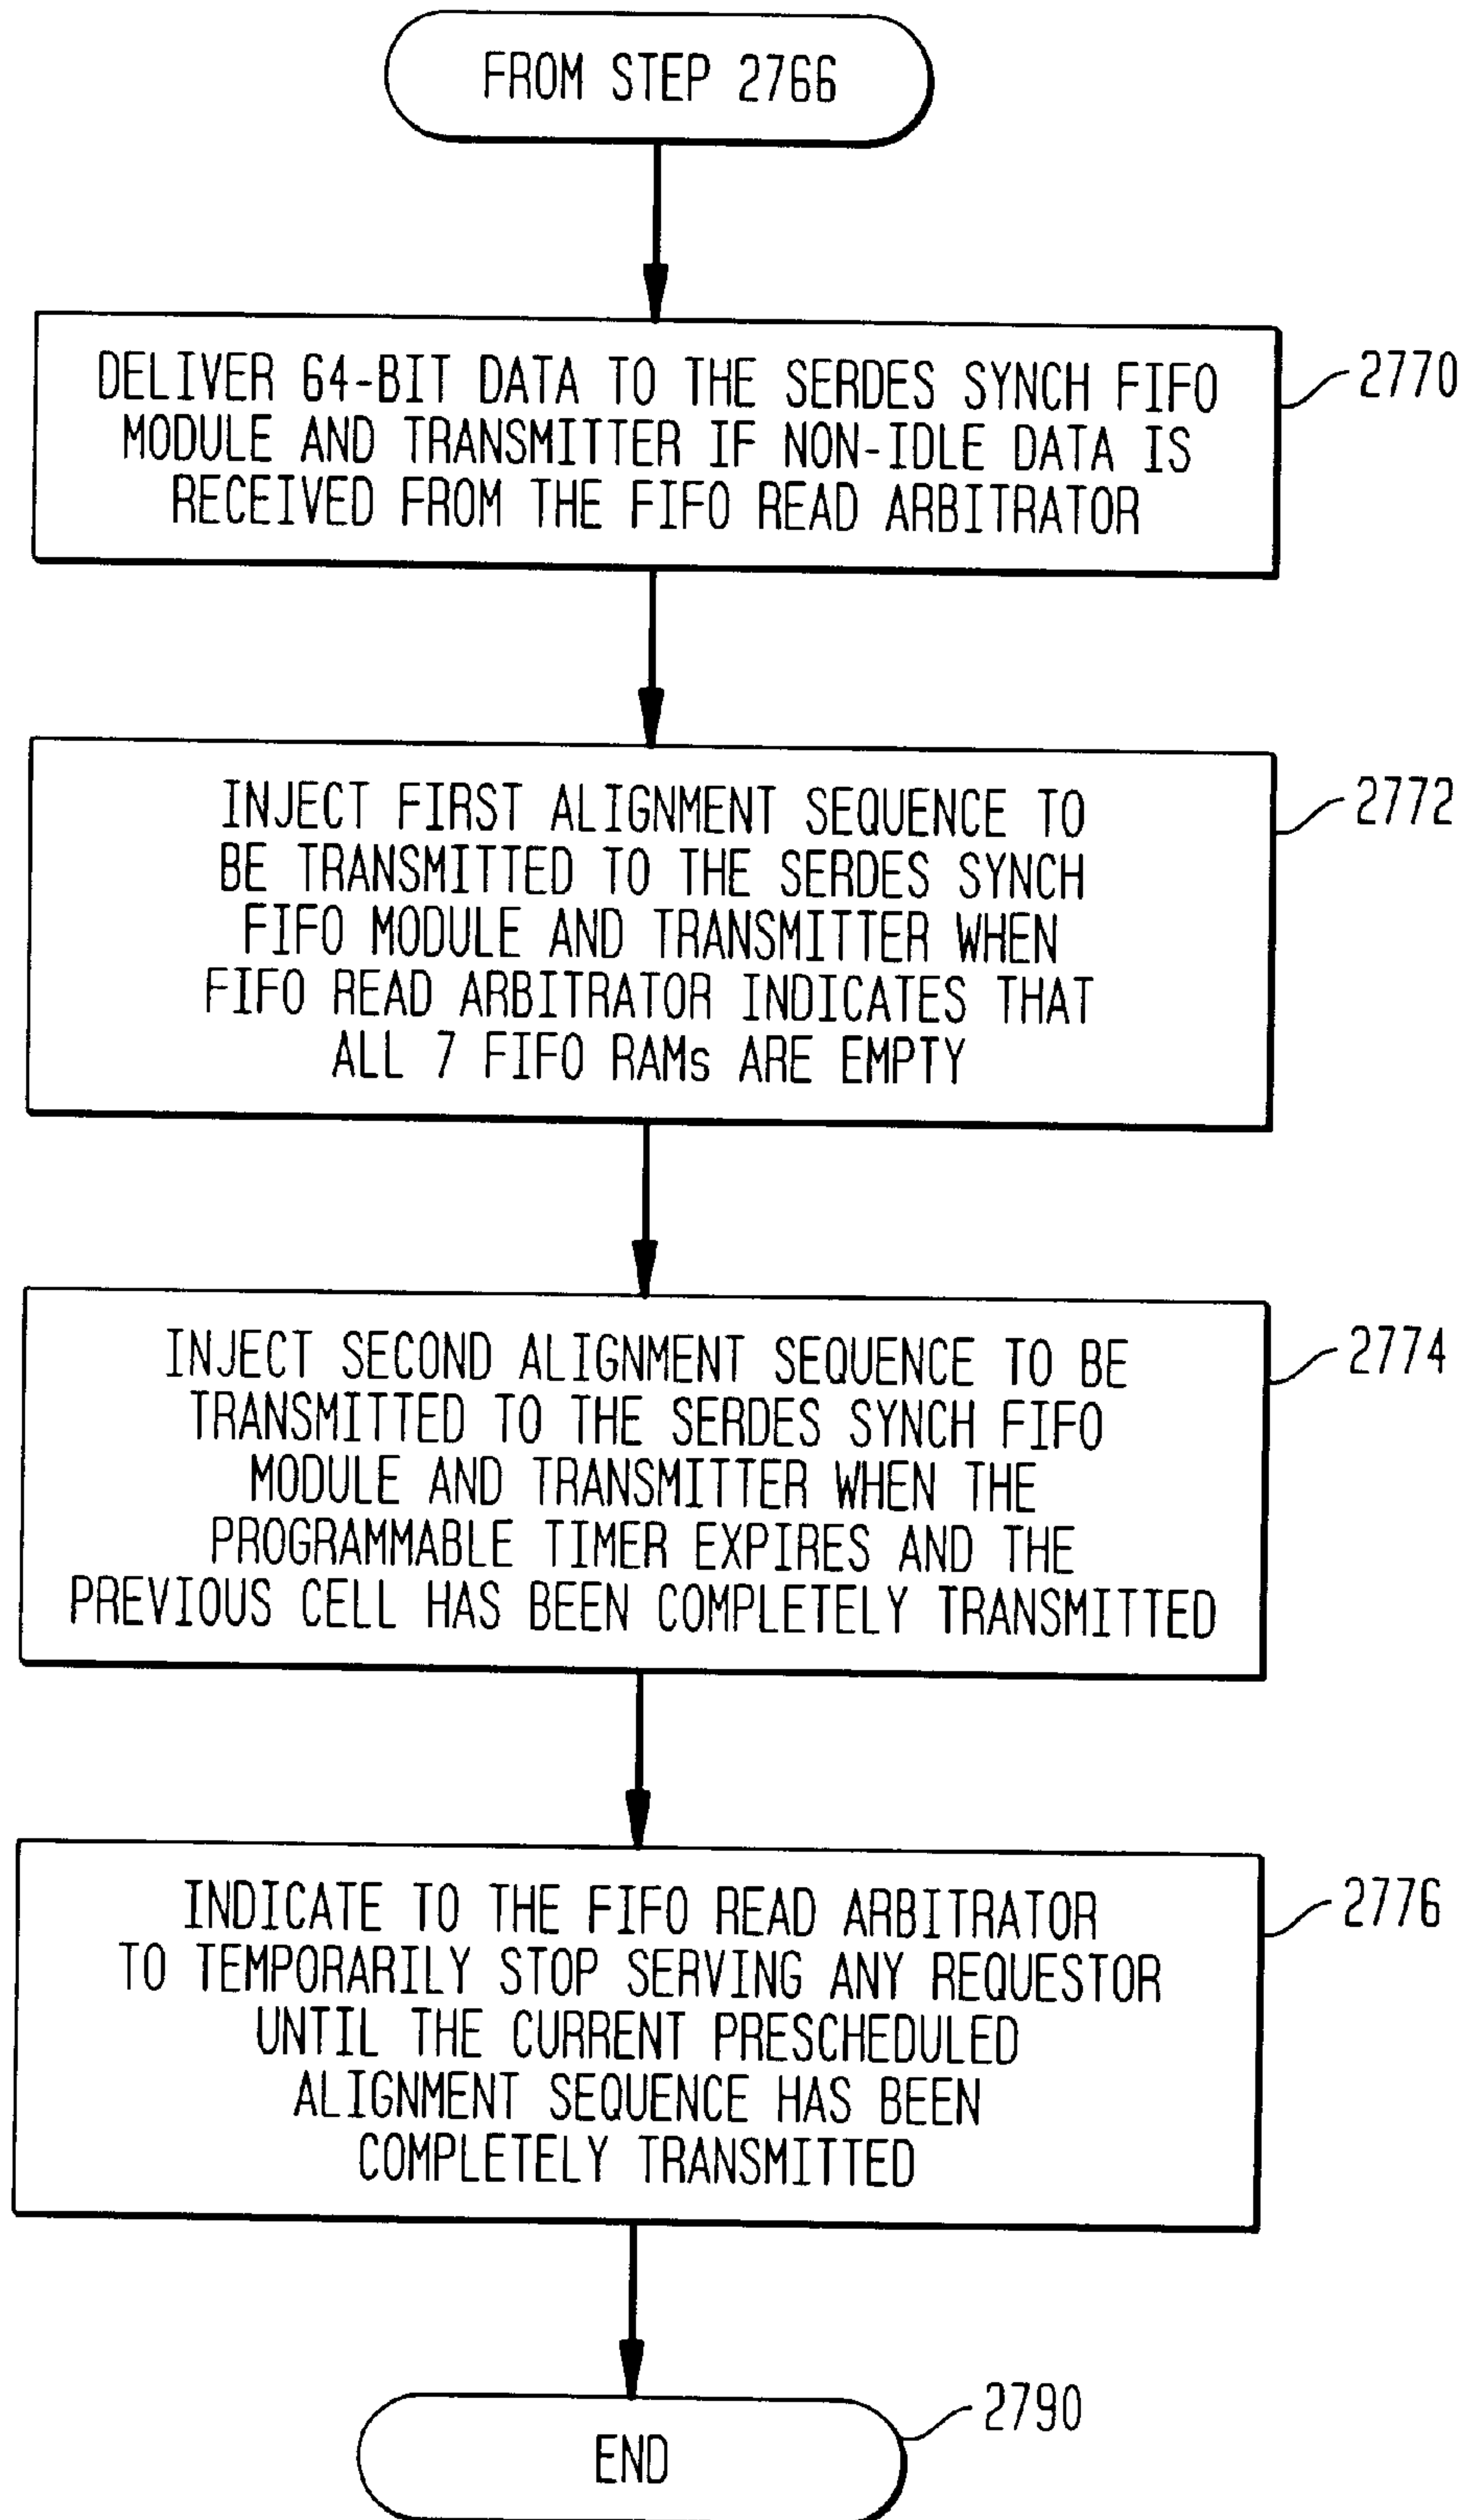 FROM STEP 2766
DELIVER 64-BIT DATA TO THE SERDES SYNCH FIFO
MODULE AND TRANSMITTER IF NON-IDLE DATA IS
RECEIVED FROM THE FIFO READ ARBITRATOR
2770
INJECT FIRST ALIGNMENT SEQUENCE TO
BE TRANSMITTED TO THE SERDES SYNCH
FIFO MODULE AND TRANSMITTER WHEN
FIFO READ ARBITRATOR INDICATES THAT
ALL 7 FIFO RAMs ARE EMPTY
2772
INJECT SECOND ALIGNMENT SEQUENCE TO BE
TRANSMITTED TO THE SERDES SYNCH FIFO
MODULE AND TRANSMITTER WHEN THE
PROGRAMMABLE TIMER EXPIRES AND THE
PREVIOUS CELL HAS BEEN COMPLETELY TRANSMITTED
2774
INDICATE TO THE FIFO READ ARBITRATOR
TO TEMPORARILY STOP SERVING ANY REQUESTOR
UNTIL THE CURRENT PRESCHEDULED
ALIGNMENT SEQUENCE HAS BEEN
COMPLETELY TRANSMITTED
2776
END
2790